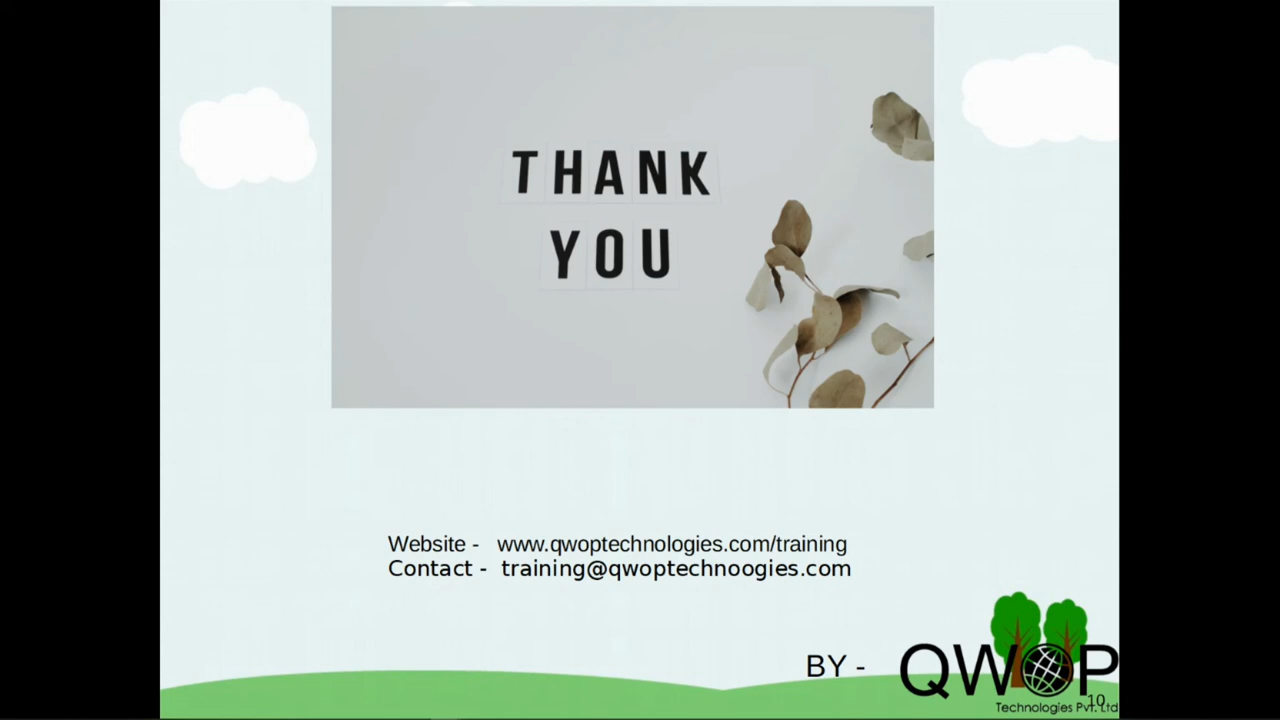 THANK
YOU
Website - www.qwoptechnologies.com/training
Contact - training@qwoptechnoogies.com
BY - QWOP
Technologies Pvt. Ltd
10